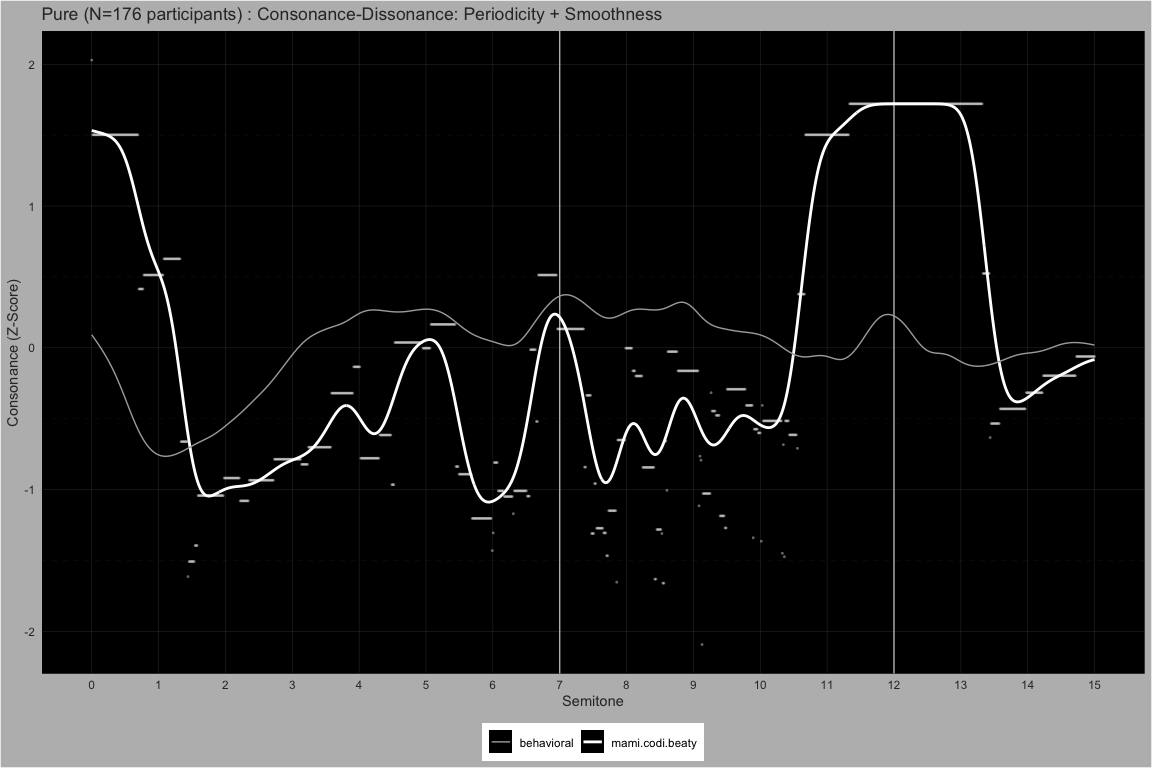 Pure (N=176 participants) : Consonance-Dissonance: Periodicity + Smoothness
Consonance (Z-Score)
2
1
0
-1
-2
0 1 2 3 4 5 6 7 8 9 10 11 12 13 14 15
Semitone
behavioral mami.codi.beaty